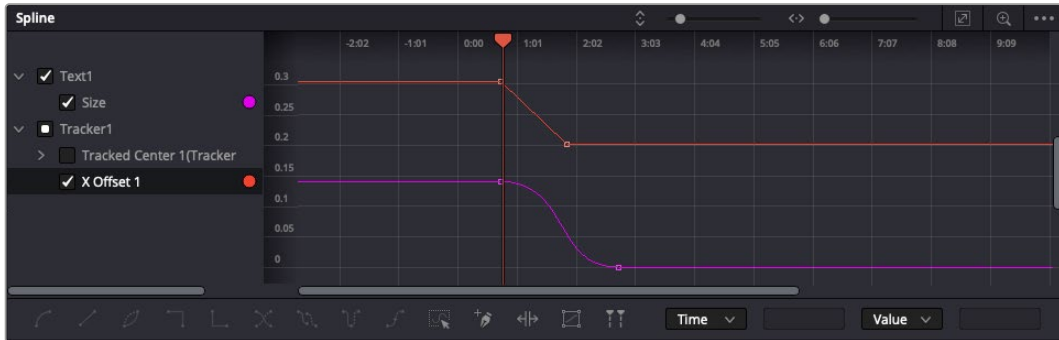 Spline
-2:02 -1:01 0:00 1:01 2:02 3:03 4:04 5:05 6:06 7:07 8:08 9:09
Text1
Size
Tracker1
Tracked Center 1(Tracker
X Offset 1
0.3
0.25
0.2
0.15
0.1
0.05
0
Time
Value